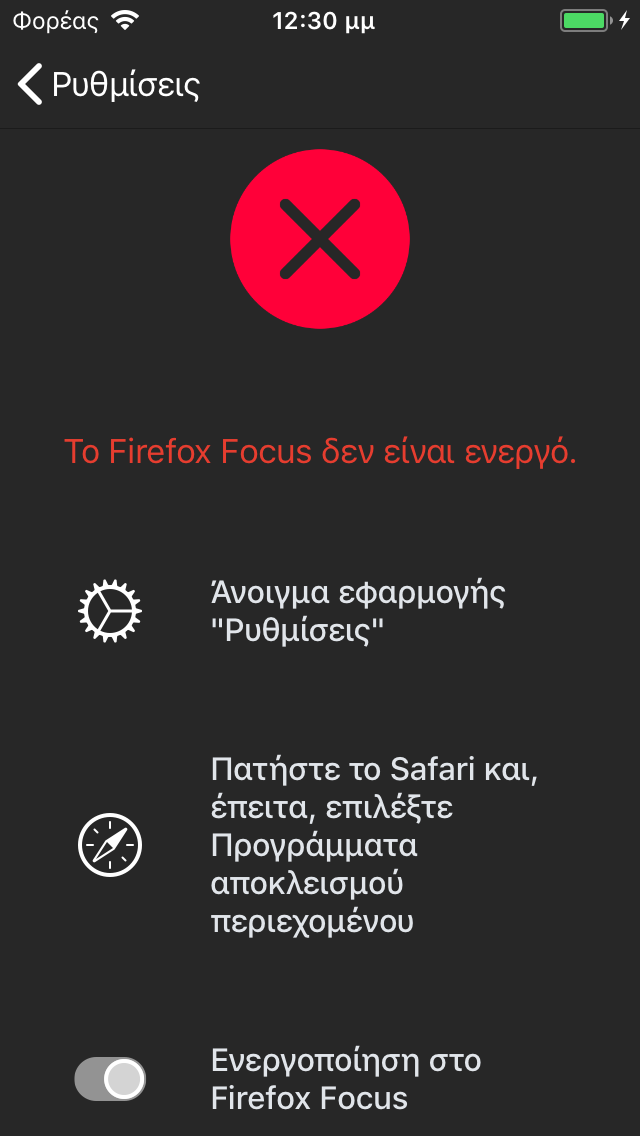 Φορέας 12:30 μμ
Ρυθμίσεις
Το Firefox Focus δεν είναι ενεργό.
Άνοιγμα εφαρμογής
"Ρυθμίσεις"
Πατήστε το Safari και,
έπειτα, επιλέξτε
Προγράμματα
αποκλεισμού
περιεχομένου
Ενεργοποίηση στο
Firefox Focus